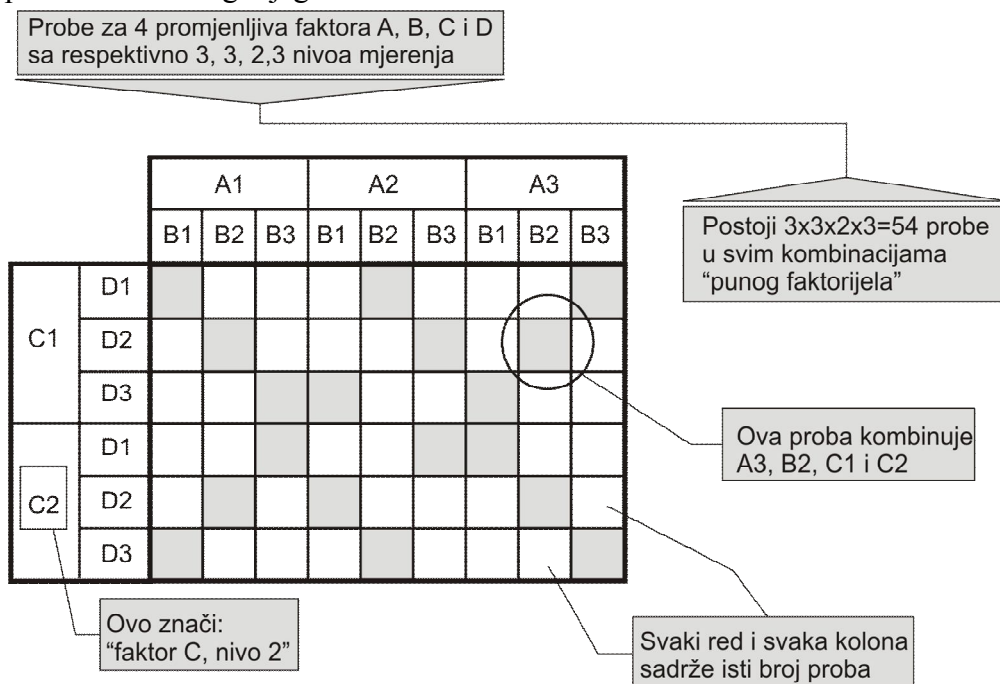 Probe za 4 promjenljiva faktora A, B, C i D
sa respektivno 3, 3, 2,3 nivoa mjerenja
A1 A2 A3
B1 B2 B3 B1 B2 B3 B1 B2 B3
Postoji 3x3x2x3=54 probe
u svim kombinacijama
“punog faktorijela”
C1
D1
D2
D3
C2
D1
D2
D3
Ova proba kombinuje
A3, B2, C1 i C2
Ovo znači:
“faktor C, nivo 2”
Svaki red i svaka kolona
sadrže isti broj proba